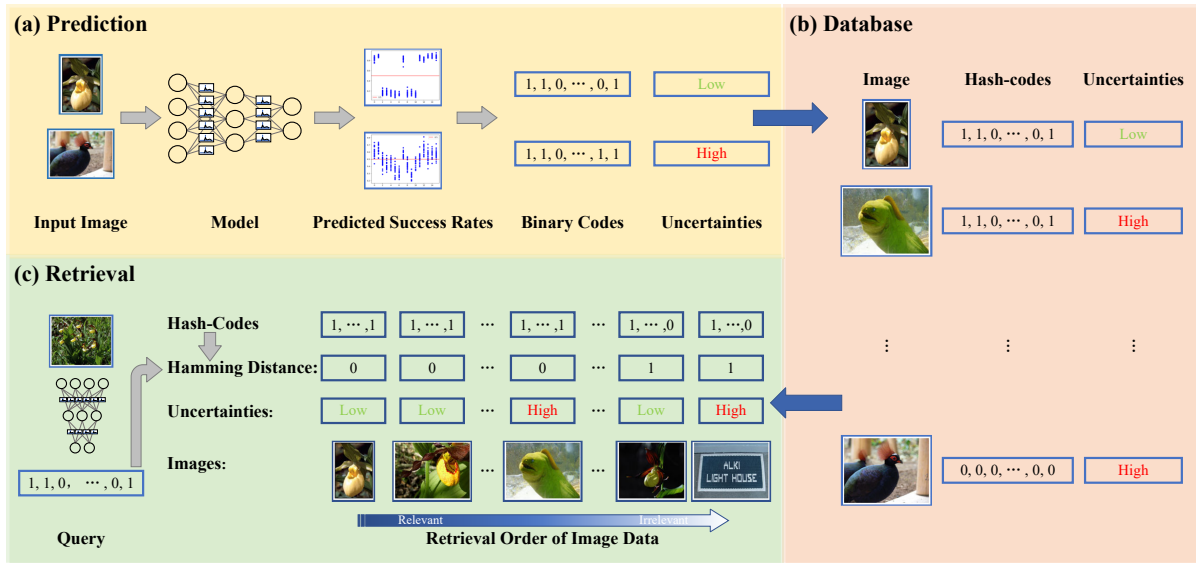 (a) Prediction
1, 1, 0, ⋯ , 0, 1
Low
1, 1, 0, ⋯ , 1, 1
High
Input Image
Model
Predicted Success Rates
Binary Codes
Uncertainties
(b) Database
Image
Hash-codes
Uncertainties
1, 1, 0, ⋯ , 0, 1
Low
1, 1, 0, ⋯ , 0, 1
High
⋮ ⋮ ⋮
0, 0, 0, ⋯ , 0, 0
High
(c) Retrieval
Hash-Codes
1, ⋯ ,1
1, ⋯ ,1
⋯
1, ⋯ ,1
⋯
1, ⋯ ,0
1, ⋯,0
Hamming Distance:
0
0
⋯
0
⋯
1
1
Uncertainties:
Low
Low
⋯
High
⋯
Low
High
Images:
⋯
⋯
ALKI
LIGHT HOUSE
1, 1, 0, ⋯ , 0, 1
Query
Relevant
Irrelevant
Retrieval Order of Image Data